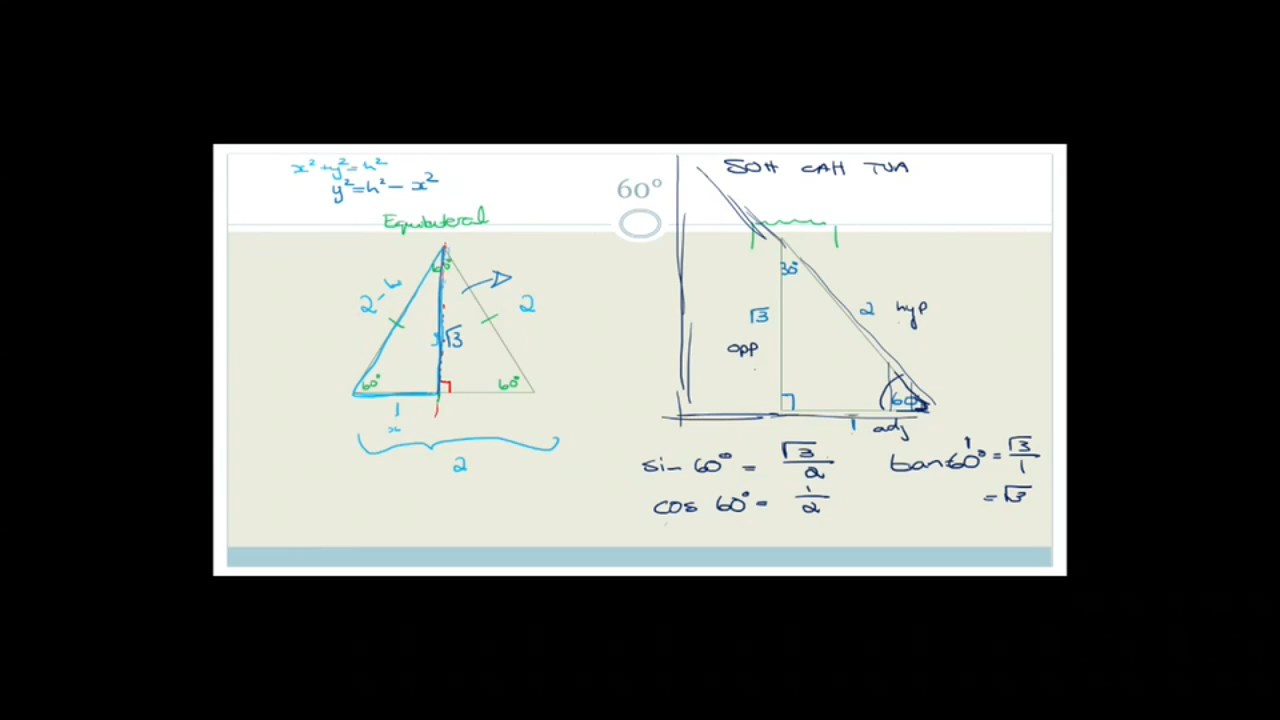 x² + y² = h²
y² = h² − x²
60°
SOH CAH TOA
Equilateral
60°
30°
2
2
√3
√3
2 hyp
opp
60°
60°
60
1
x
1 adj
2
sin 60° = √3/2
tan 60° = √3/1
cos 60° = 1/2
= √3